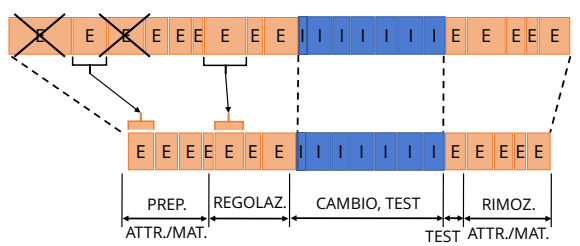 E E E E E E E E E I I I I I I I E E E E E
E E E E E E E I I I I I I I E E E E E
PREP. REGOLAZ. CAMBIO, TEST RIMOZ.
ATTR./MAT. TEST ATTR./MAT.